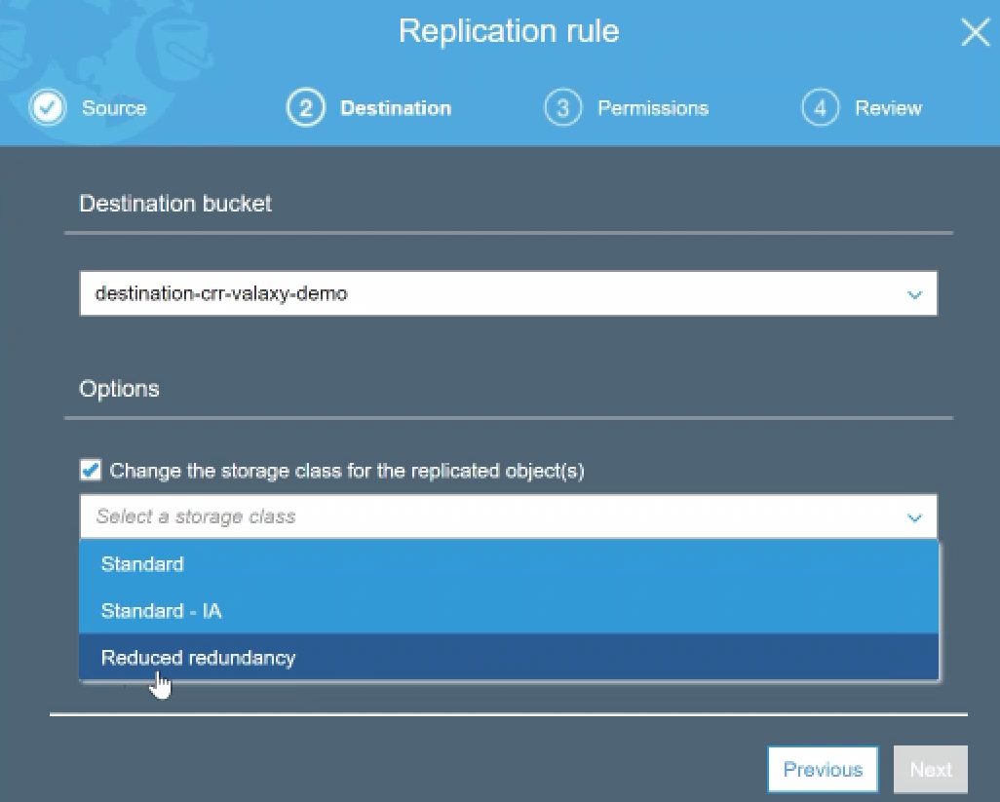 Replication rule
Source
2 Destination
3 Permissions
4 Review
Destination bucket
destination-crr-valaxy-demo
Options
Change the storage class for the replicated object(s)
Select a storage class
Standard
Standard - IA
Reduced redundancy
Previous
Next